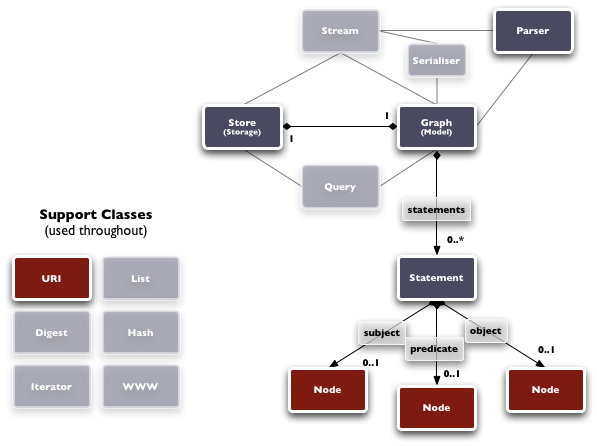 Stream
Parser
Serialiser
Store
(Storage)
1
1
Graph
(Model)
Query
statements
0..*
Support Classes
(used throughout)
URI
List
Digest
Hash
Iterator
WWW
Statement
subject
predicate
object
0..1
0..1
0..1
Node
Node
Node